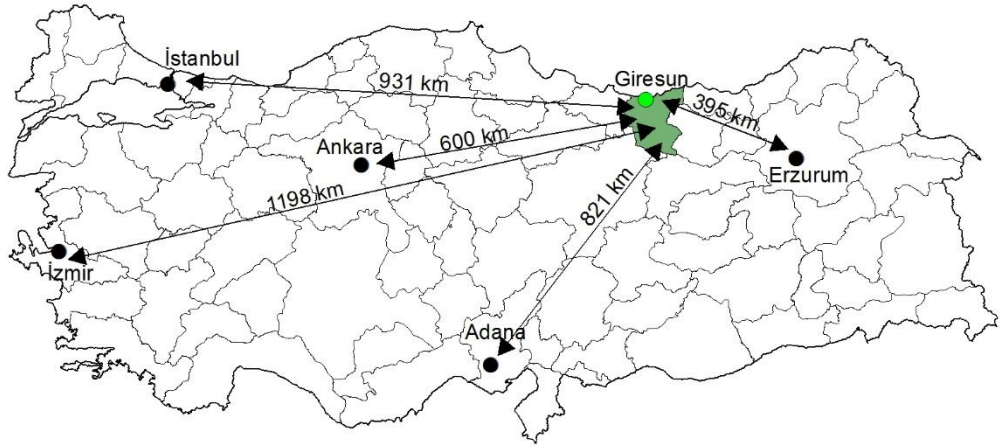 İstanbul
931 km
Giresun
395 km
Ankara
600 km
Erzurum
1198 km
821 km
İzmir
Adana